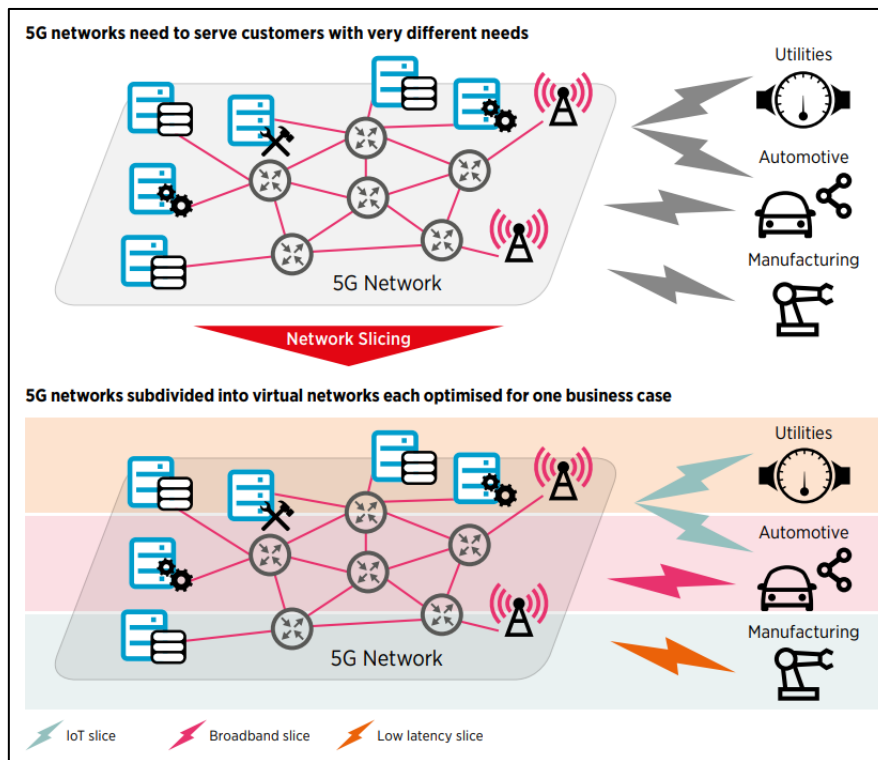 5G networks need to serve customers with very different needs
Utilities
Automotive
Manufacturing
5G Network
Network Slicing
5G networks subdivided into virtual networks each optimised for one business case
Utilities
Automotive
Manufacturing
5G Network
IoT slice
Broadband slice
Low latency slice